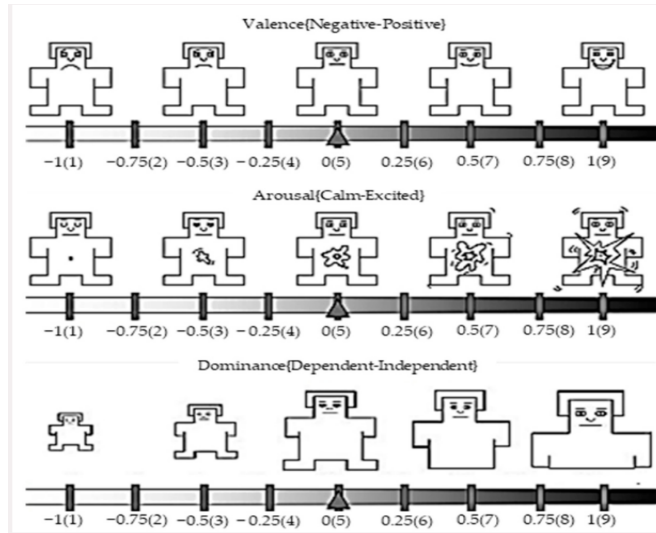 Valence{Negative-Positive}
−1(1) −0.75(2) −0.5(3) −0.25(4) 0(5) 0.25(6) 0.5(7) 0.75(8) 1(9)
Arousal{Calm-Excited}
−1(1) −0.75(2) −0.5(3) −0.25(4) 0(5) 0.25(6) 0.5(7) 0.75(8) 1(9)
Dominance{Dependent-Independent}
−1(1) −0.75(2) −0.5(3) −0.25(4) 0(5) 0.25(6) 0.5(7) 0.75(8) 1(9)